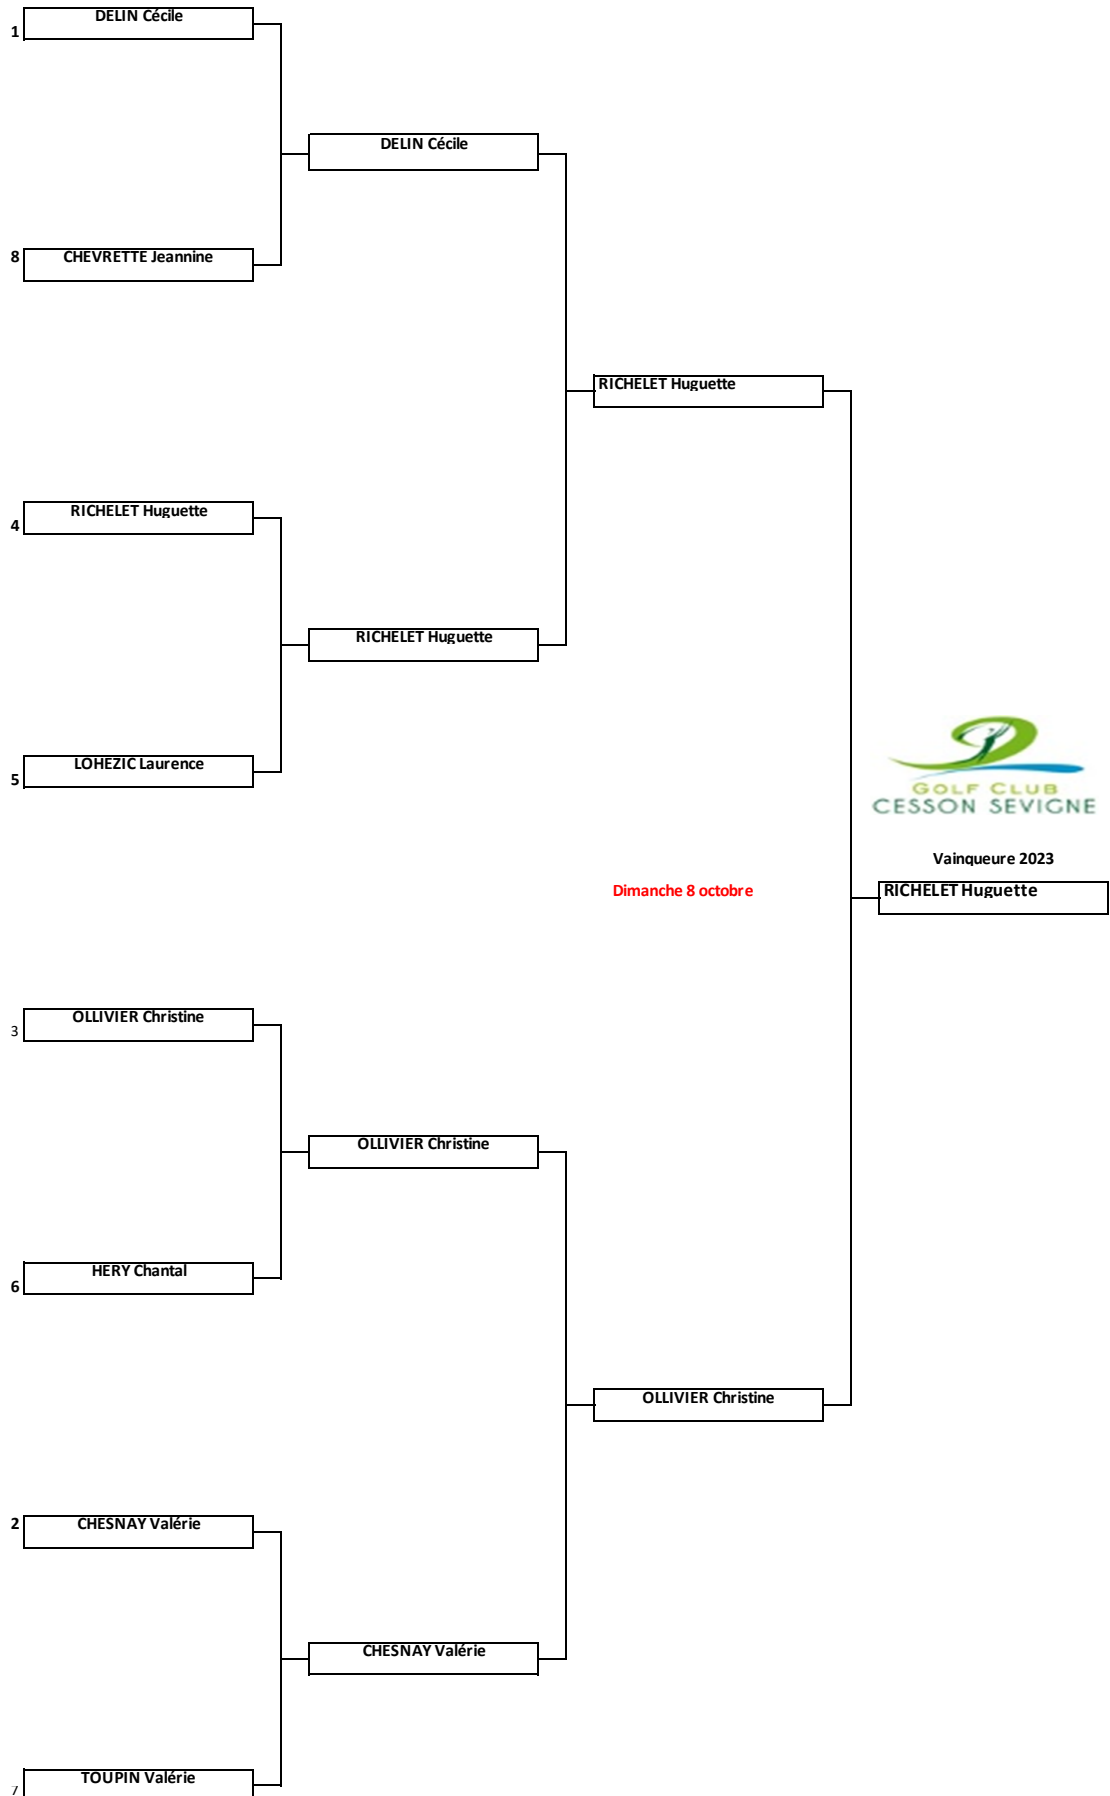 1 DELIN Cécile
DELIN Cécile
8 CHEVRETTE Jeannine
RICHELET Huguette
4 RICHELET Huguette
RICHELET Huguette
5 LOHEZIC Laurence
GOLF CLUB
CESSON SEVIGNE
Vainqueure 2023
Dimanche 8 octobre
RICHELET Huguette
3 OLLIVIER Christine
OLLIVIER Christine
6 HERY Chantal
OLLIVIER Christine
2 CHESNAY Valérie
CHESNAY Valérie
7 TOUPIN Valérie